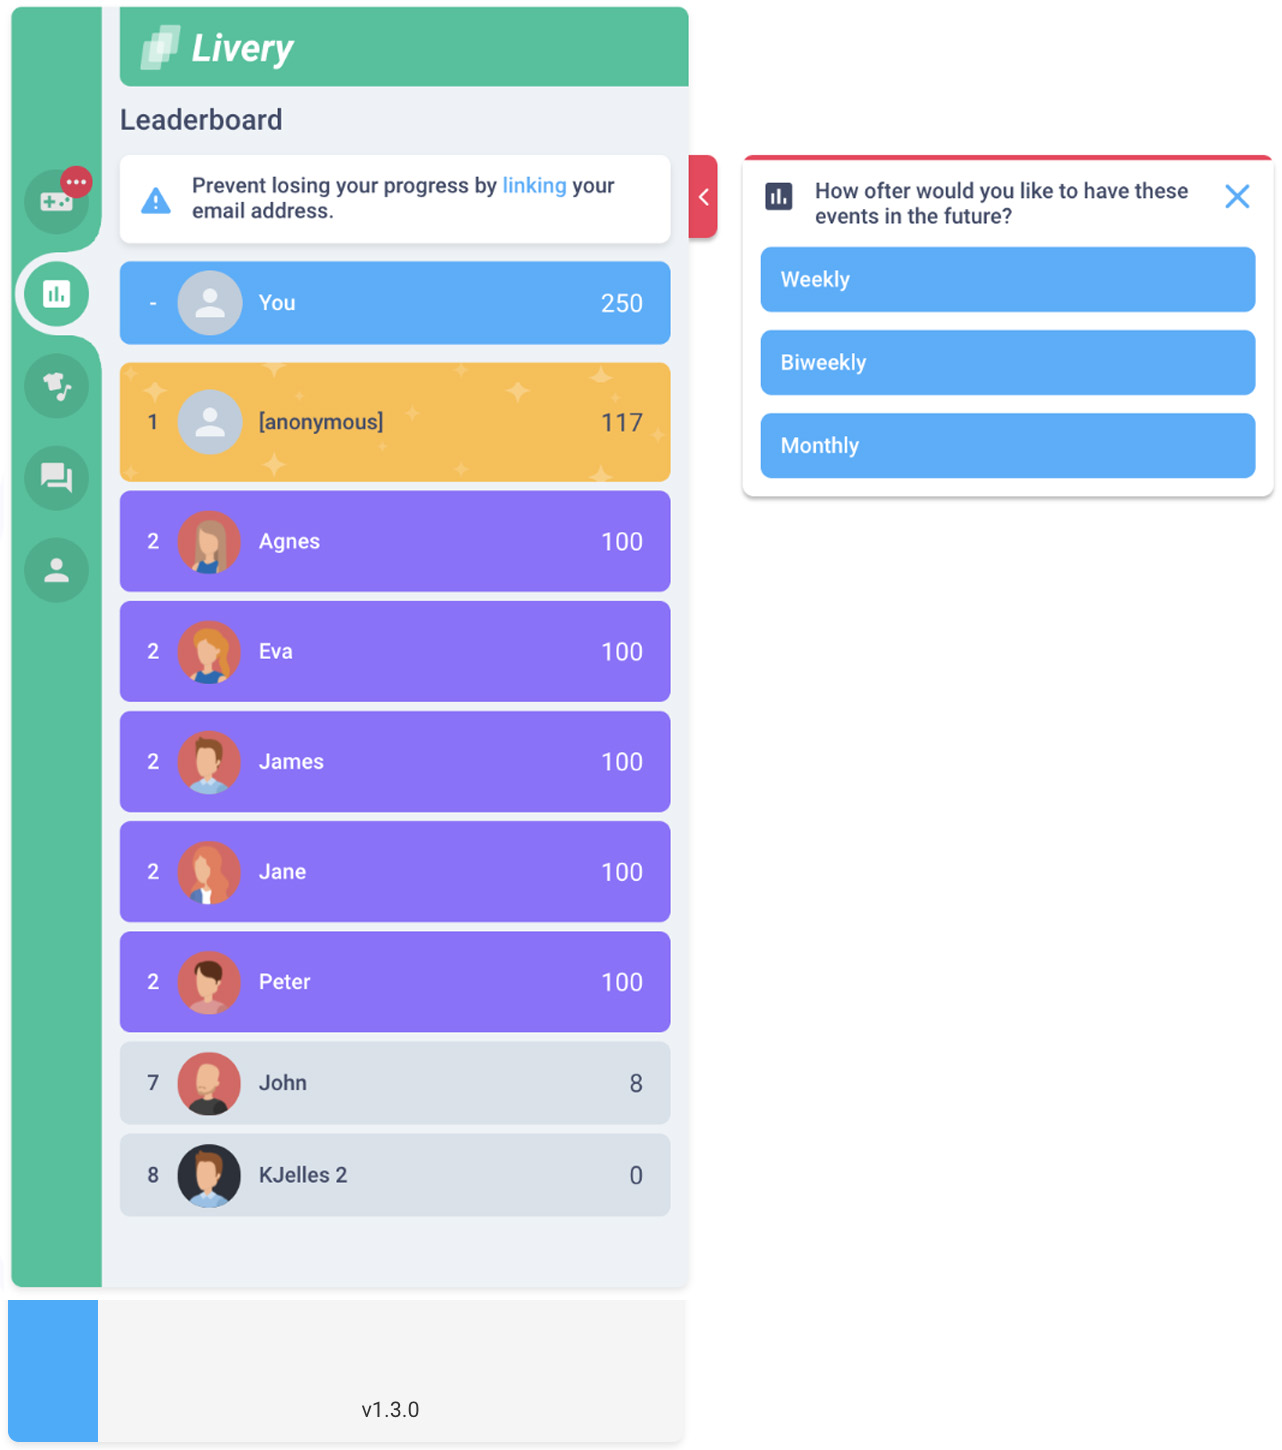 Livery
Leaderboard
Prevent losing your progress by linking your
email address.
- You 250
1 [anonymous] 117
2 Agnes 100
2 Eva 100
2 James 100
2 Jane 100
2 Peter 100
7 John 8
8 KJelles 2 0
v1.3.0
How ofter would you like to have these
events in the future?
Weekly
Biweekly
Monthly